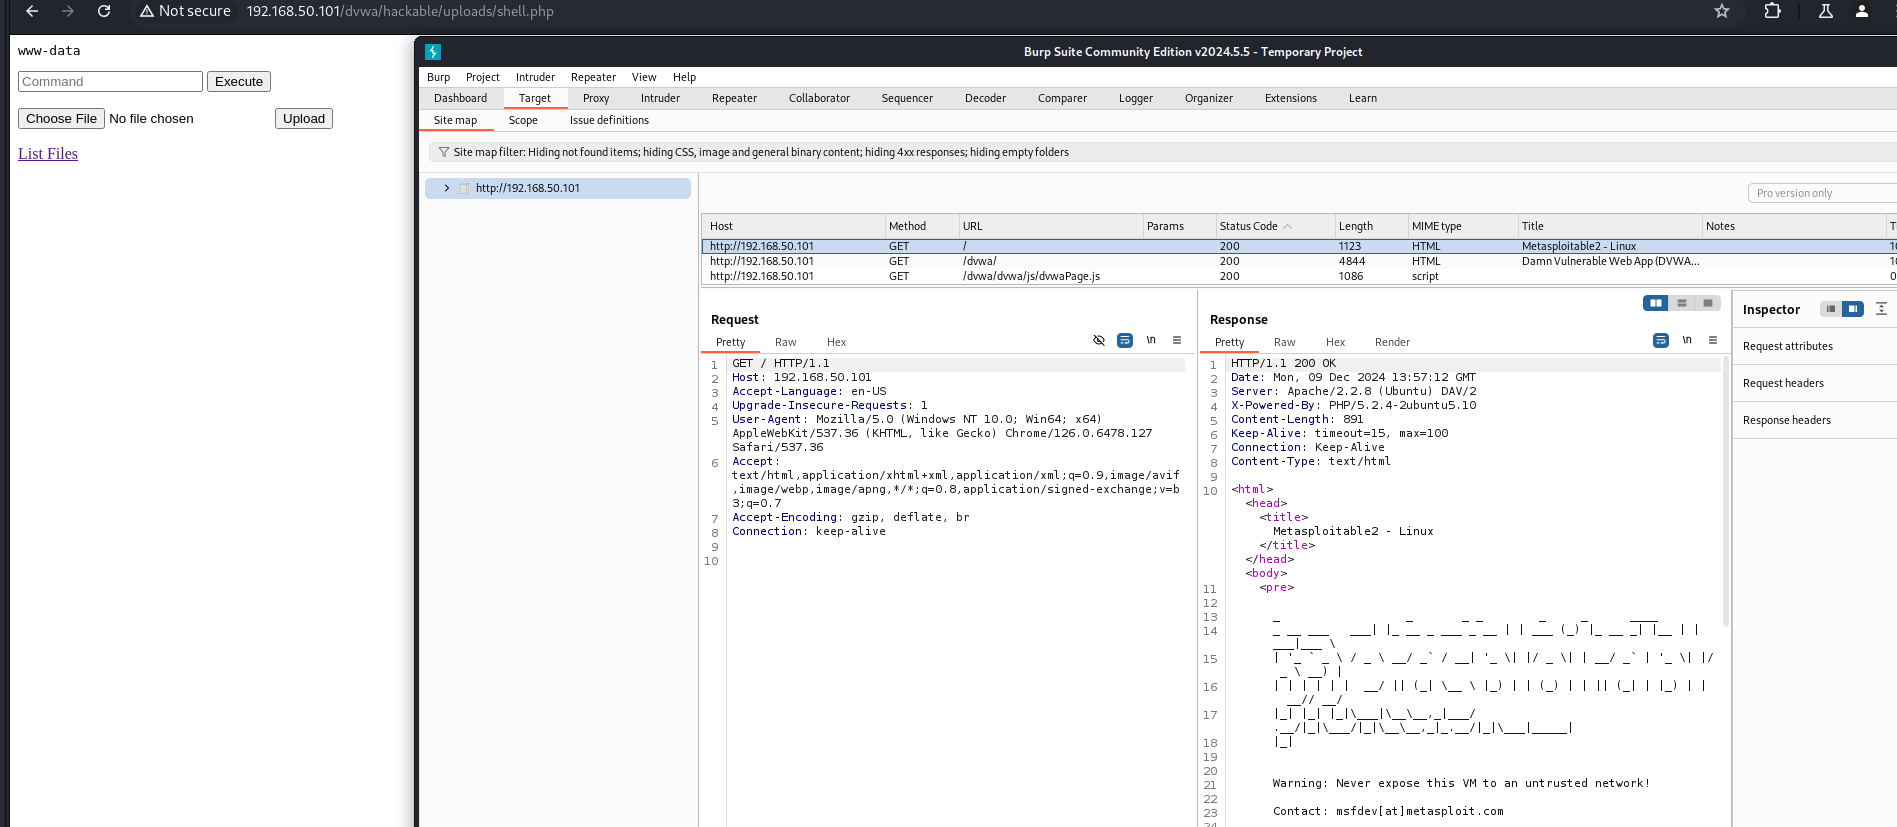 Not secure 192.168.50.101/dvwa/hackable/uploads/shell.php
www-data
Command Execute
Choose File No file chosen Upload
List Files
Burp Suite Community Edition v2024.5.5 - Temporary Project
Burp Project Intruder Repeater View Help
Dashboard Target Proxy Intruder Repeater Collaborator Sequencer Decoder Comparer Logger Organizer Extensions Learn
Site map Scope Issue definitions
Site map filter: Hiding not found items; hiding CSS, image and general binary content; hiding 4xx responses; hiding empty folders
http://192.168.50.101
Pro version only
Host Method URL Params Status Code Length MIME type Title Notes
http://192.168.50.101 GET / 200 1123 HTML Metasploitable2 - Linux
http://192.168.50.101 GET /dvwa/ 200 4844 HTML Damn Vulnerable Web App (DVWA...
http://192.168.50.101 GET /dvwa/dvwa/js/dvwaPage.js 200 1086 script
Request
Pretty Raw Hex \n
1 GET / HTTP/1.1
2 Host: 192.168.50.101
3 Accept-Language: en-US
4 Upgrade-Insecure-Requests: 1
5 User-Agent: Mozilla/5.0 (Windows NT 10.0; Win64; x64)
AppleWebKit/537.36 (KHTML, like Gecko) Chrome/126.0.6478.127
Safari/537.36
6 Accept:
text/html,application/xhtml+xml,application/xml;q=0.9,image/avif
,image/webp,image/apng,*/*;q=0.8,application/signed-exchange;v=b
3;q=0.7
7 Accept-Encoding: gzip, deflate, br
8 Connection: keep-alive
9
10
Response
Pretty Raw Hex Render \n
1 HTTP/1.1 200 OK
2 Date: Mon, 09 Dec 2024 13:57:12 GMT
3 Server: Apache/2.2.8 (Ubuntu) DAV/2
4 X-Powered-By: PHP/5.2.4-2ubuntu5.10
5 Content-Length: 891
6 Keep-Alive: timeout=15, max=100
7 Connection: Keep-Alive
8 Content-Type: text/html
9
10 <html>
<head>
<title>
Metasploitable2 - Linux
</title>
</head>
<body>
11 <pre>
12
13
14
15
16
17
18
19
20
21 Warning: Never expose this VM to an untrusted network!
22
23 Contact: msfdev[at]metasploit.com
Inspector
Request attributes
Request headers
Response headers